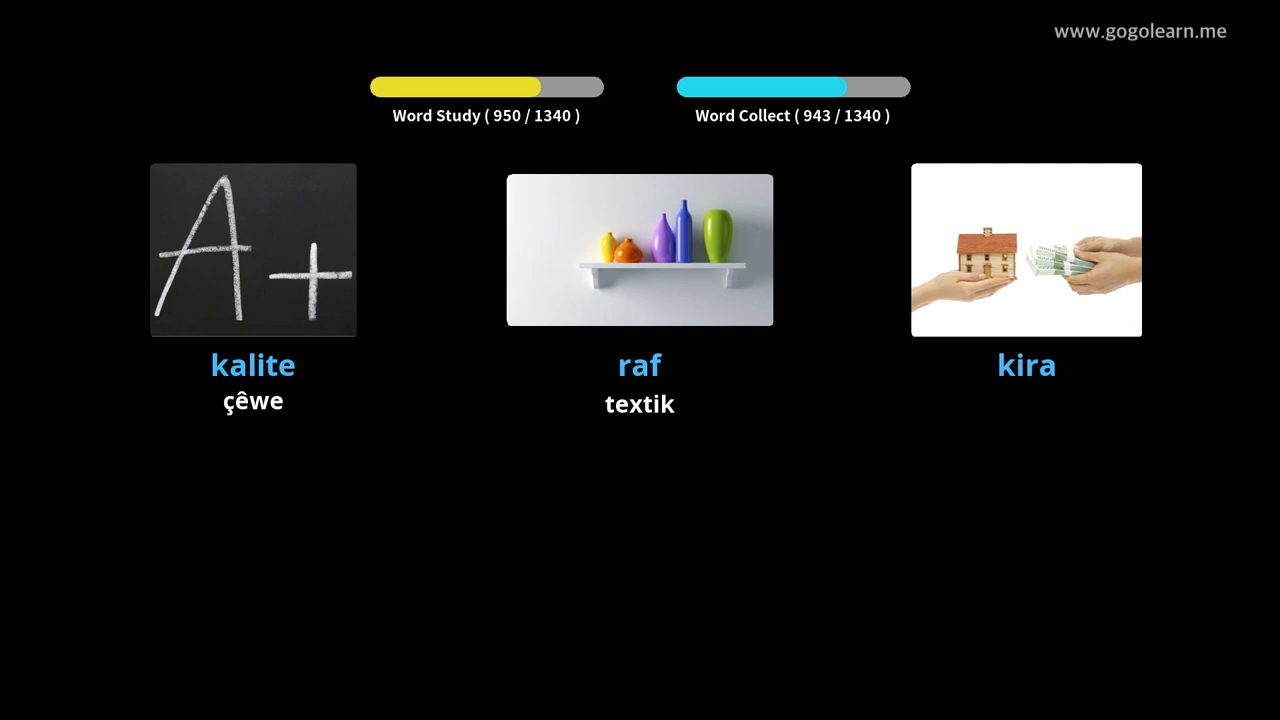 www.gogolearn.me
Word Study ( 950 / 1340 )
Word Collect ( 943 / 1340 )
A+
kalite
çêwe
raf
textik
kira